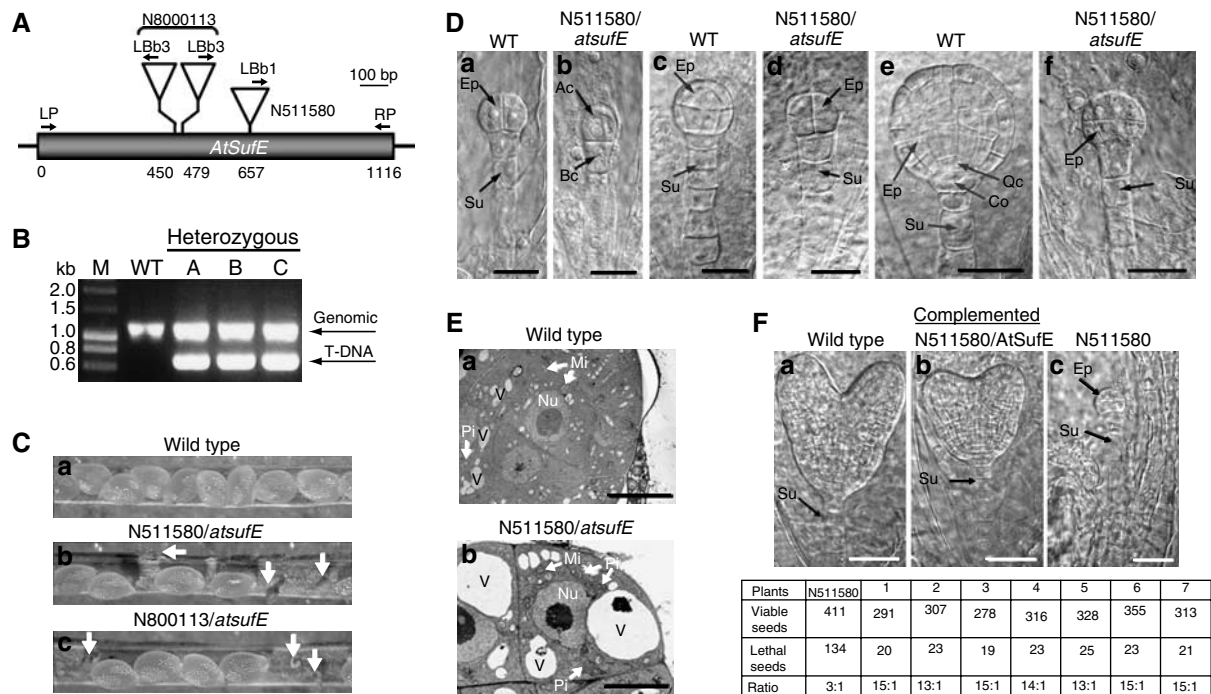 A
N8000113
LBb3 LBb3
LBb1
100 bp
N511580
LP RP
AtSufE
0 450 479 657 1116
B
Heterozygous
kb M WT A B C
2.0
1.5
1.0
0.8
0.6
Genomic
T-DNA
C
Wild type
a
N511580/atsufE
b
N800113/atsufE
c
D
WT
N511580/
atsufE
WT
N511580/
atsufE
WT
N511580/
atsufE
a
Ep
Su
b
Ac
Bc
c
Ep
Su
d
Ep
Su
e
Ep
Qc
Co
Su
f
Ep
Su
E
Wild type
a
Mi
V
Nu
Pi
V
V
N511580/atsufE
b
Mi
Pi
V
Nu
V
V
Pi
F
Wild type
Complemented
N511580/AtSufE
N511580
a
Su
b
Su
c
Ep
Su
Plants N511580 1 2 3 4 5 6 7
Viable
seeds 411 291 307 278 316 328 355 313
Lethal
seeds 134 20 23 19 23 25 23 21
Ratio 3:1 15:1 13:1 15:1 14:1 13:1 15:1 15:1